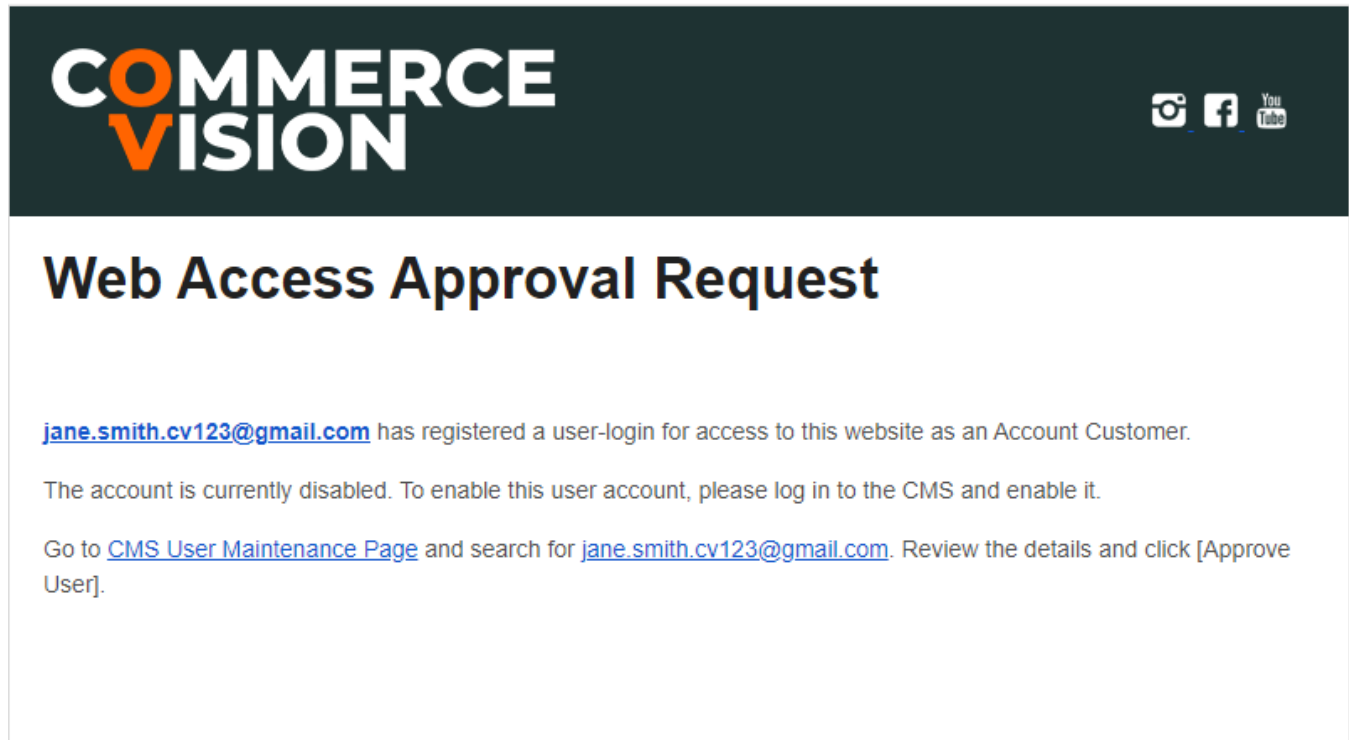 COMMERCE
VISION
You
Tube
Web Access Approval Request
jane.smith.cv123@gmail.com has registered a user-login for access to this website as an Account Customer.
The account is currently disabled. To enable this user account, please log in to the CMS and enable it.
Go to CMS User Maintenance Page and search for jane.smith.cv123@gmail.com. Review the details and click [Approve
User].